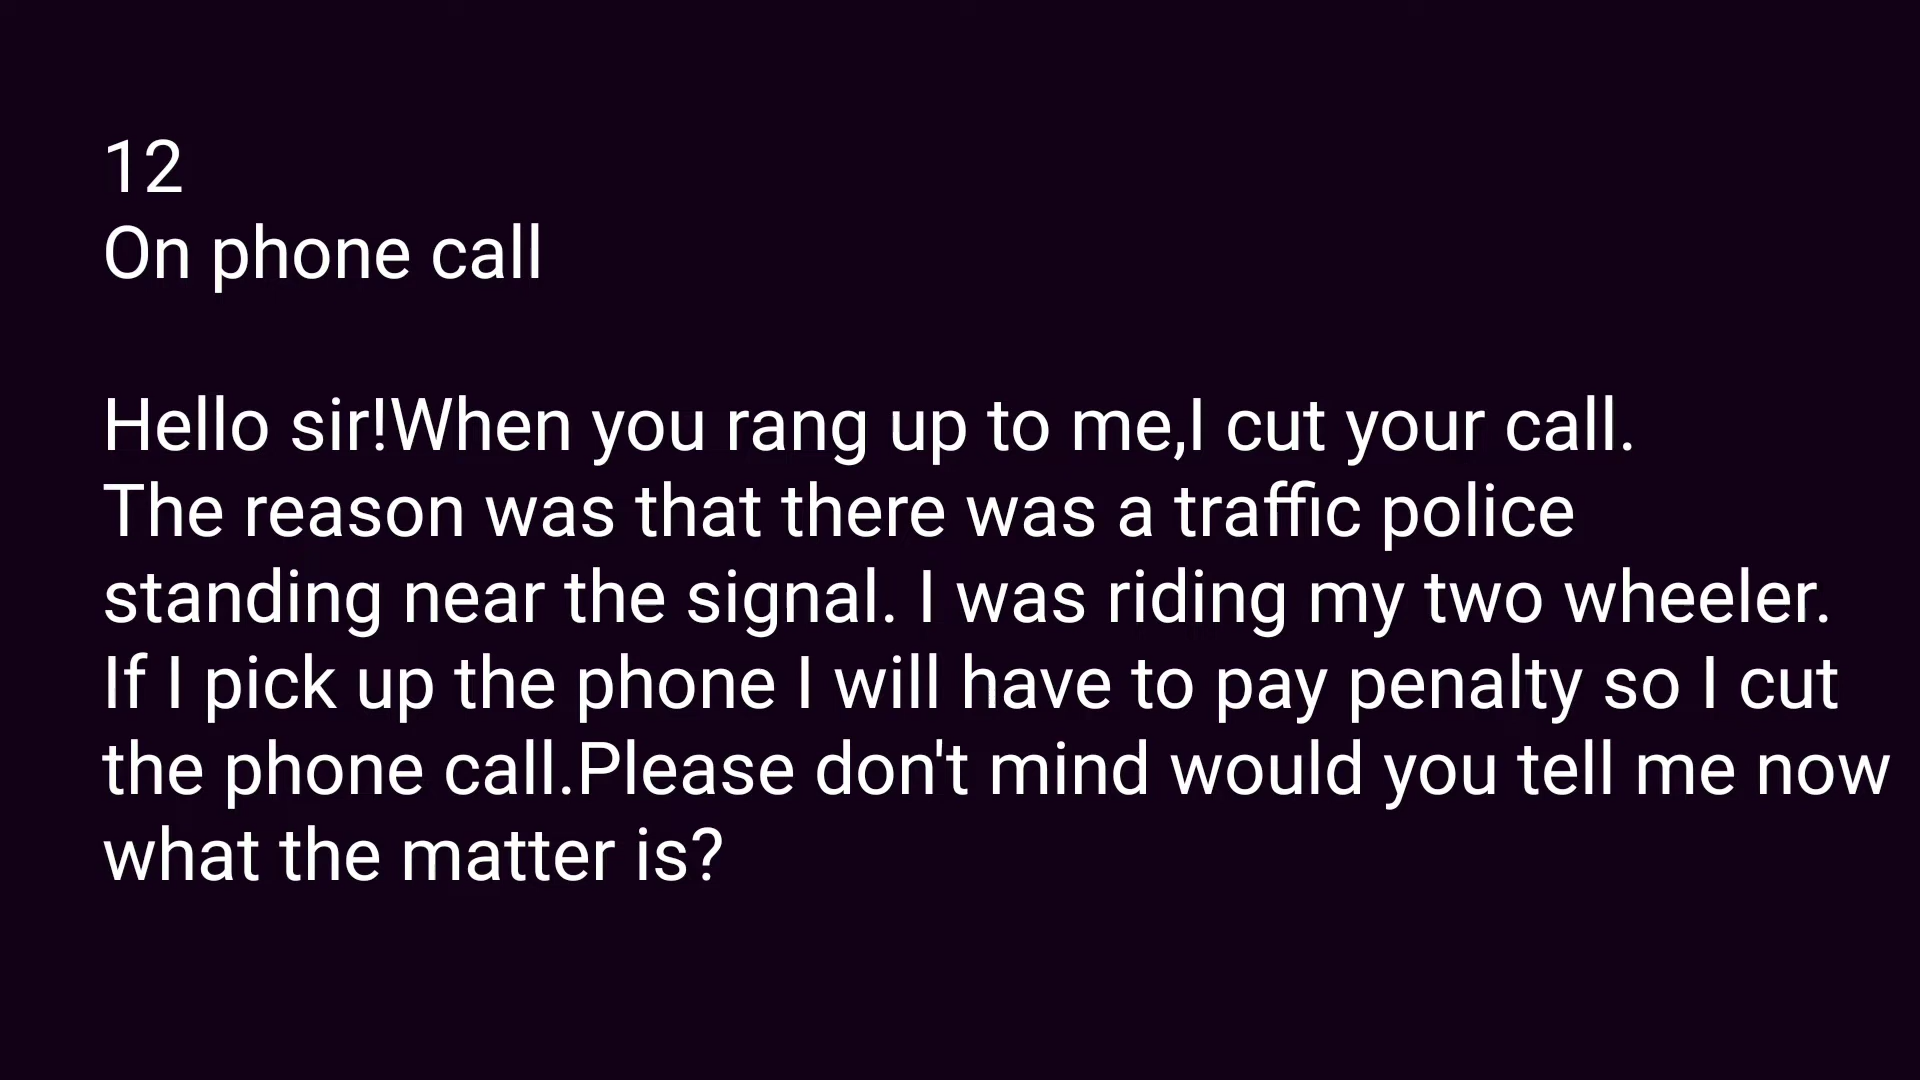 12
On phone call
Hello sir!When you rang up to me,I cut your call.
The reason was that there was a traffic police
standing near the signal. I was riding my two wheeler.
If I pick up the phone I will have to pay penalty so I cut
the phone call.Please don't mind would you tell me now
what the matter is?